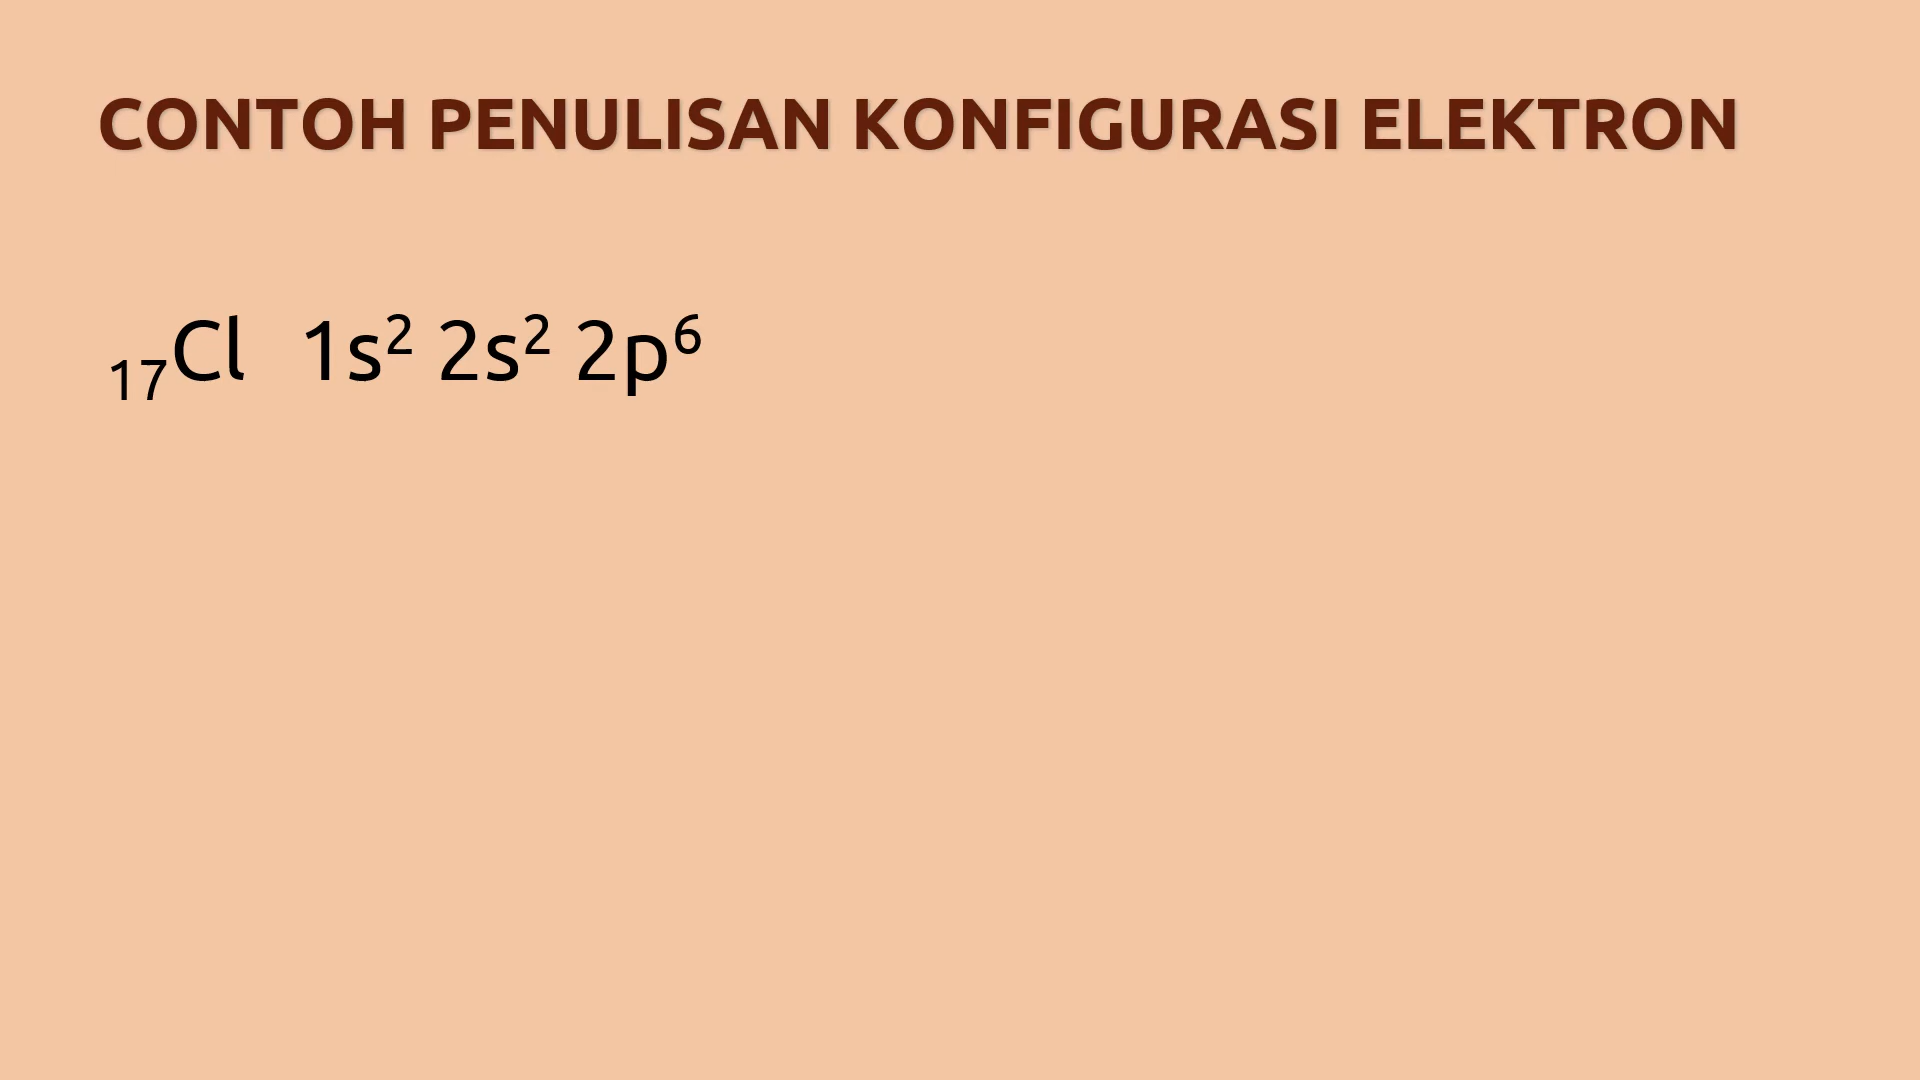 CONTOH PENULISAN KONFIGURASI ELEKTRON
₁₇Cl 1s² 2s² 2p⁶